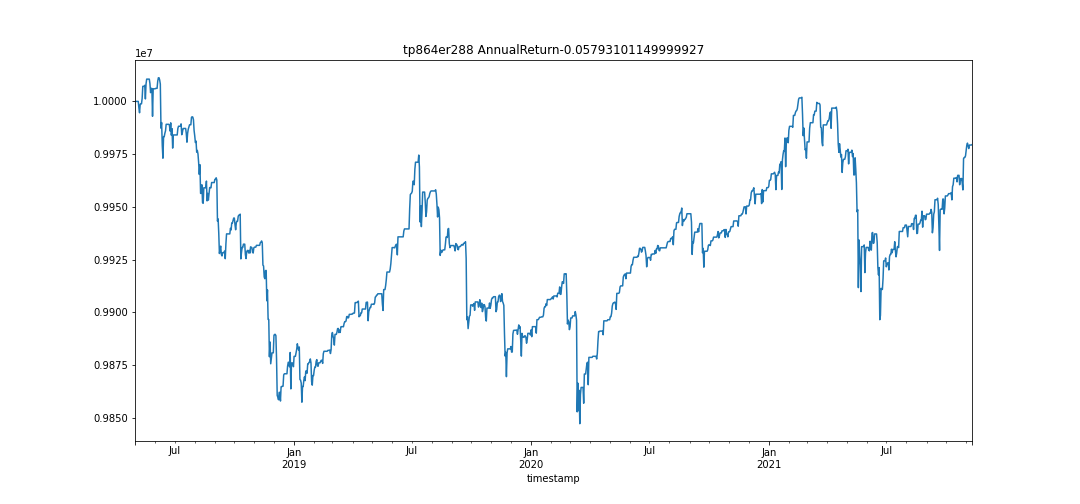 tp864er288 AnnualReturn-0.05793101149999927
1e7
1.0000
0.9975
0.9950
0.9925
0.9900
0.9875
0.9850
Jul
Jan
2019
Jul
Jan
2020
Jul
Jan
2021
Jul
timestamp